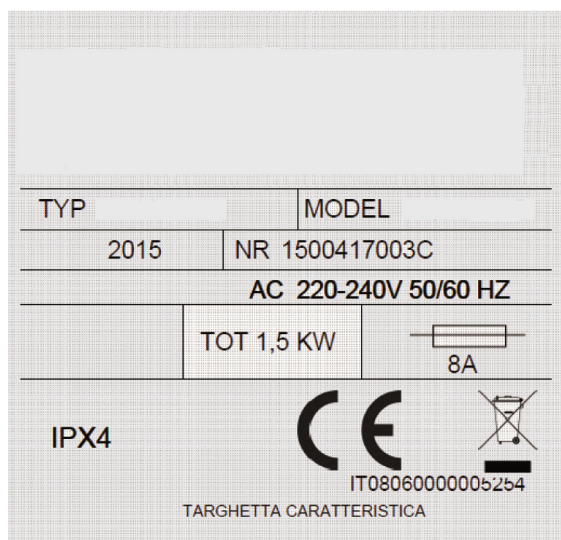 TYP MODEL
2015 NR 1500417003C
AC 220-240V 50/60 HZ
TOT 1,5 KW
8A
IPX4 CE
IT08060000005254
TARGHETTA CARATTERISTICA